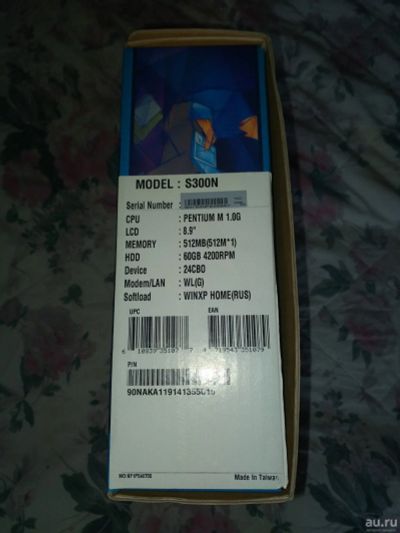 MODEL : S300N
Serial Number :
CPU : PENTIUM M 1.0G
LCD : 8.9"
MEMORY : 512MB(512M*1)
HDD : 60GB 4200RPM
Device : 24CBO
Modem/LAN : WL(G)
Softload : WINXP HOME(RUS)
UPC
EAN
P/N
90NAKA119141355C19
Made In Taiwan
au.ru